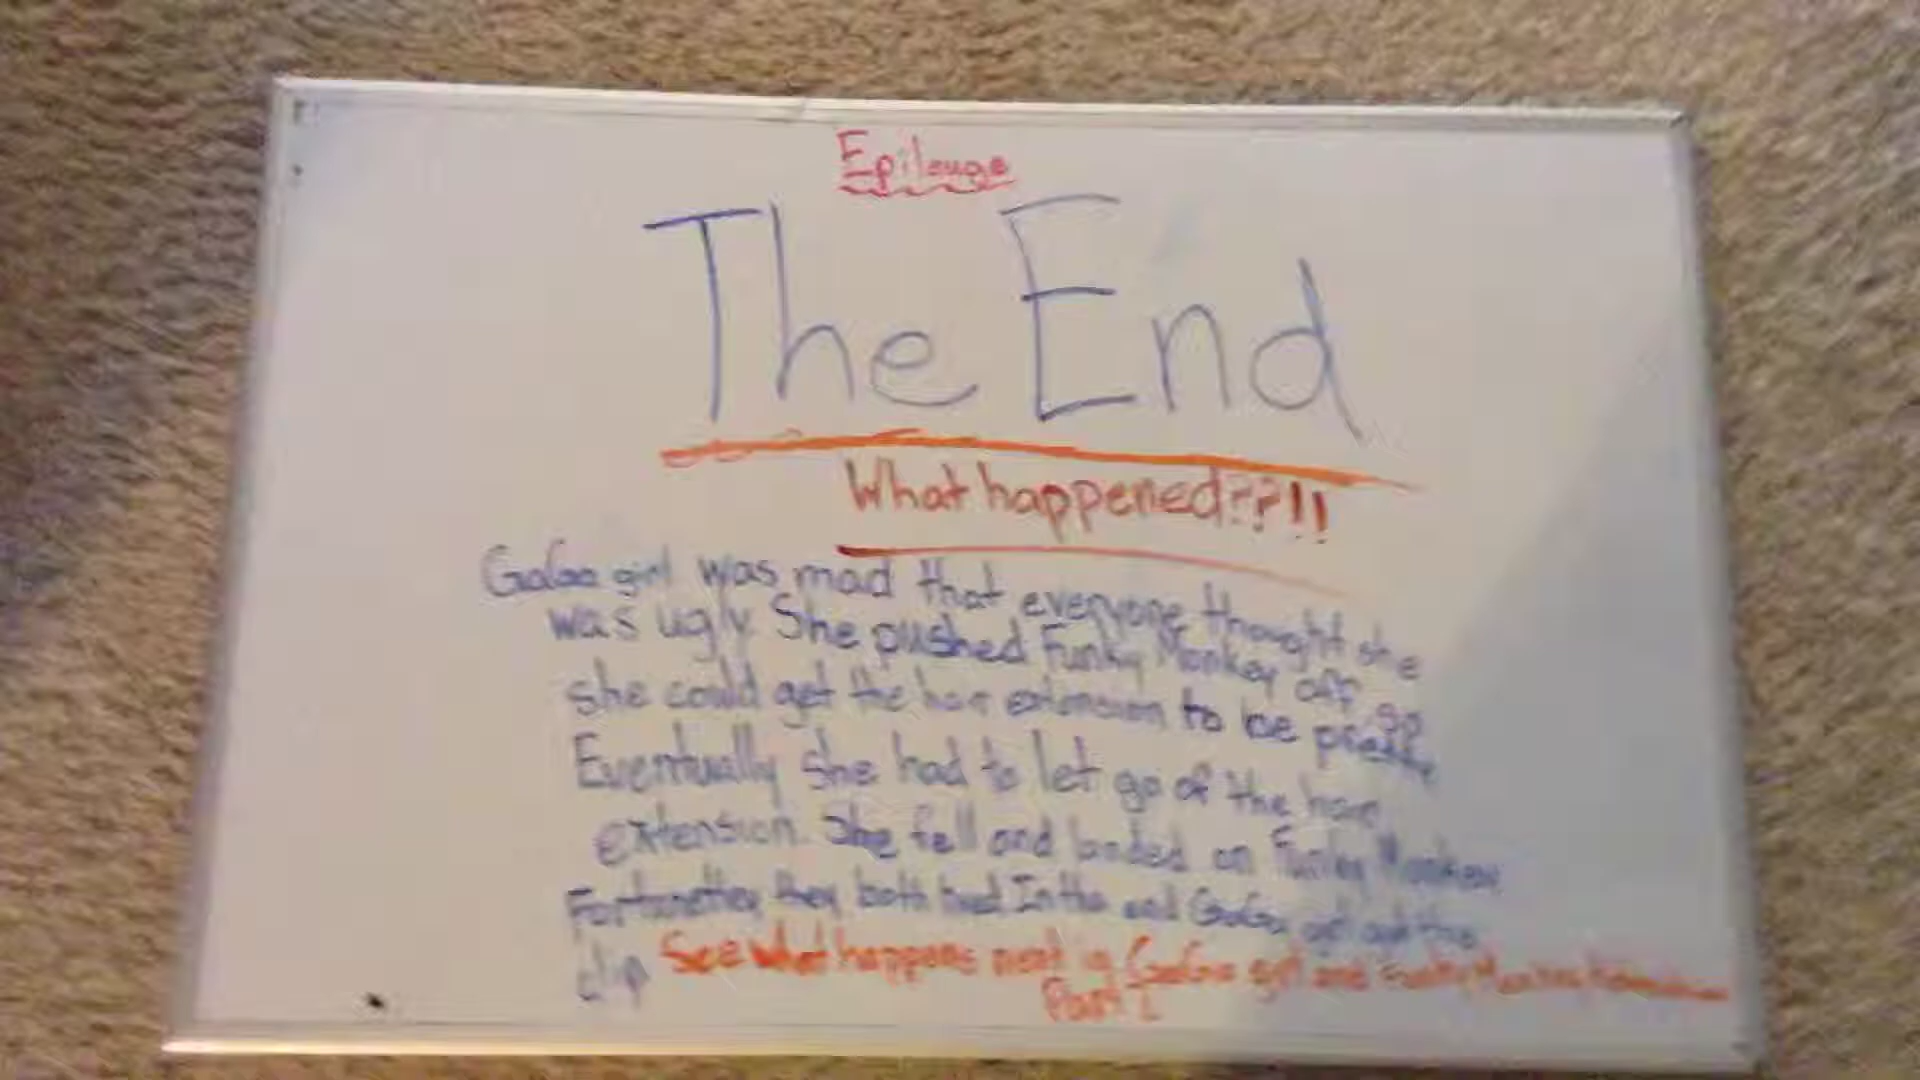 Epilouge
The End
What happened??!!
GaGa girl was mad that everyone thought she
was ugly. She pushed Funky Monkey off so
she could get the hair extension to be pretty.
Eventually she had to let go of the hair
extension. She fell and landed on Funky Monkey.
they both lived In the end GaGa girl got the
clip See what happens next in GaGa girl and Funky Monkey
Part 2